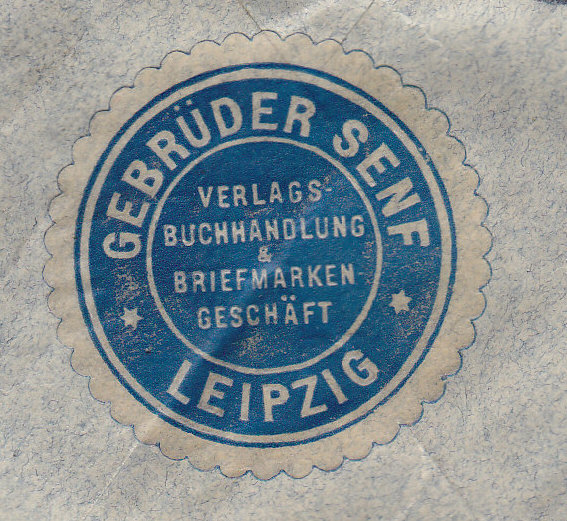 GEBRÜDER SENF
VERLAGS-
BUCHHANDLUNG
&
BRIEFMARKEN-
GESCHÄFT
LEIPZIG